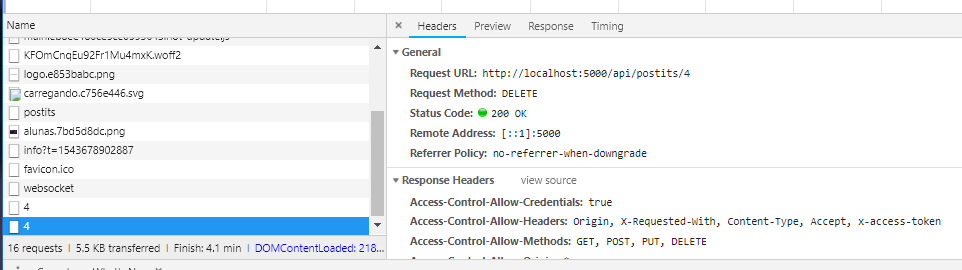 Name
KFOmCnqEu92Fr1Mu4mxK.woff2
logo.e853babc.png
carregando.c756e446.svg
postits
alunas.7bd5d8dc.png
info?t=1543678902887
favicon.ico
websocket
4
4
16 requests | 5.5 KB transferred | Finish: 4.1 min | DOMContentLoaded: 218...
× Headers Preview Response Timing
▼ General
Request URL: http://localhost:5000/api/postits/4
Request Method: DELETE
Status Code: 200 OK
Remote Address: [::1]:5000
Referrer Policy: no-referrer-when-downgrade
▼ Response Headers view source
Access-Control-Allow-Credentials: true
Access-Control-Allow-Headers: Origin, X-Requested-With, Content-Type, Accept, x-access-token
Access-Control-Allow-Methods: GET, POST, PUT, DELETE